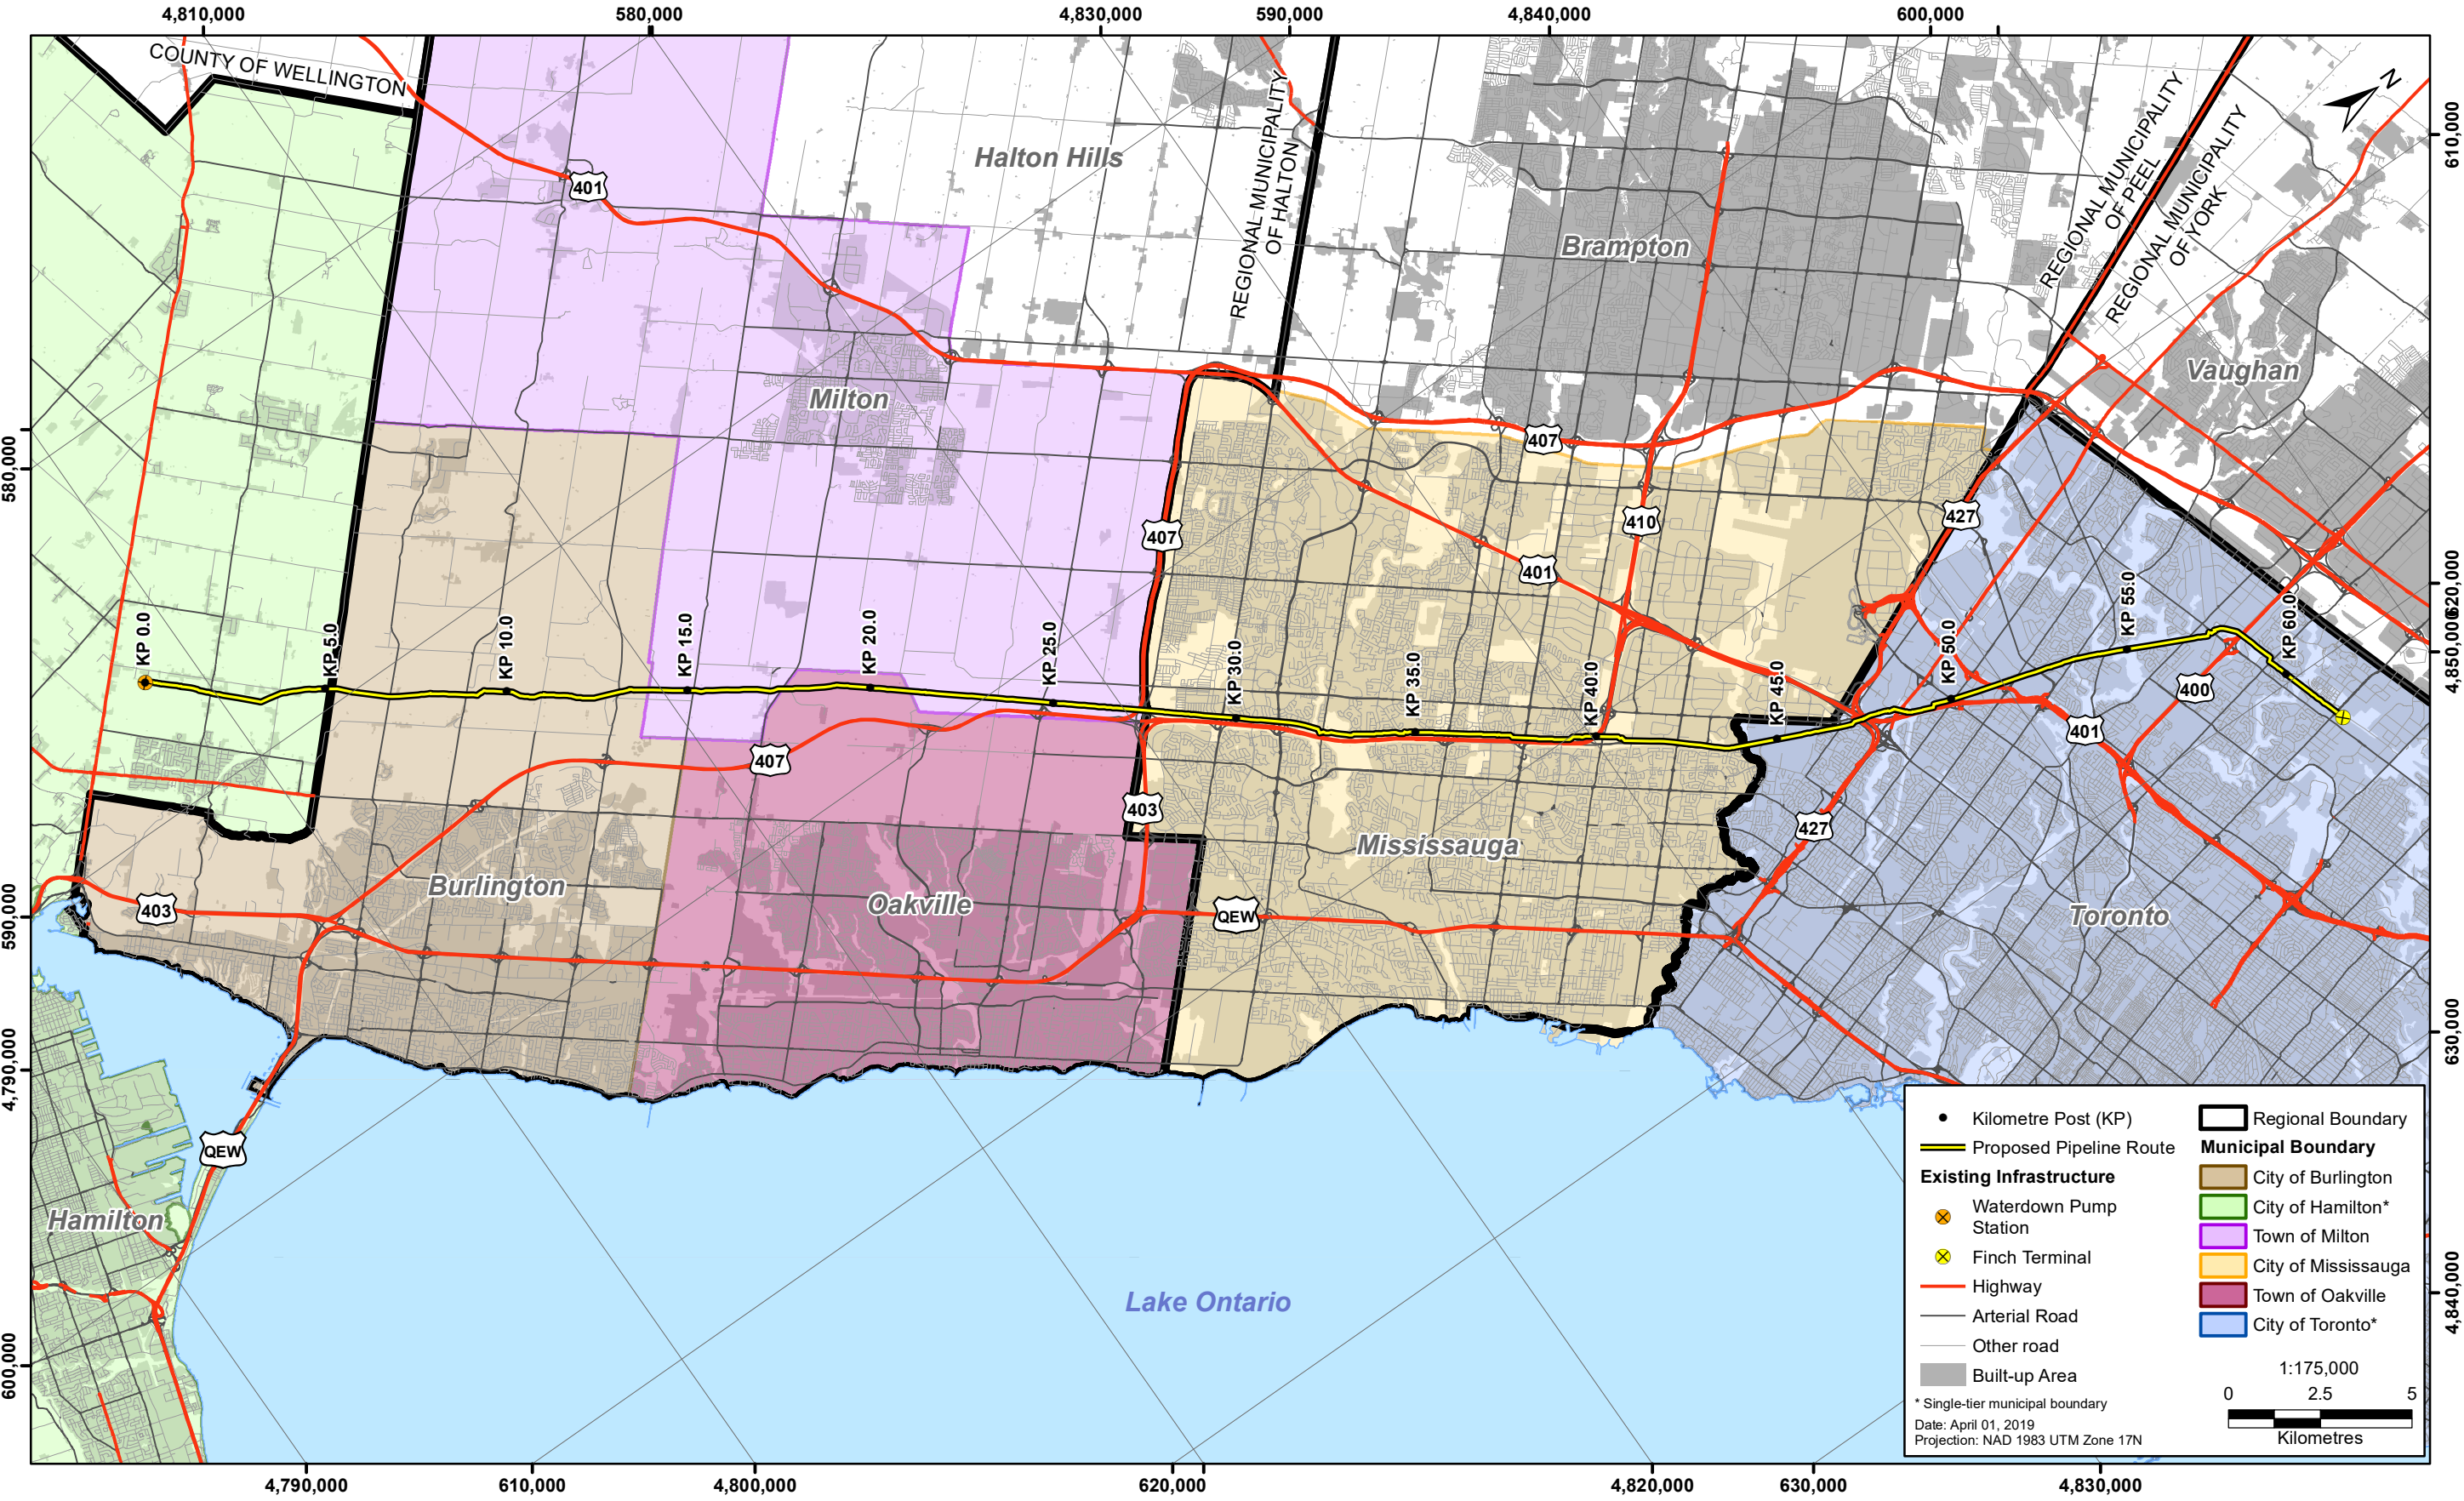 4,810,000
580,000
4,830,000
590,000
4,840,000
600,000
COUNTY OF WELLINGTON
N
610,000
REGIONAL MUNICIPALITY
OF HALTON
REGIONAL MUNICIPALITY
OF PEEL
REGIONAL MUNICIPALITY
OF YORK
Halton Hills
401
Brampton
Vaughan
Milton
407
580,000
407
410
427
401
620,000
4,850,000
KP 0.0
KP 5.0
KP 10.0
KP 15.0
KP 20.0
KP 25.0
KP 30.0
KP 35.0
KP 40.0
KP 45.0
KP 50.0
KP 55.0
KP 60.0
400
401
407
403
427
Mississauga
Burlington
Oakville
403
QEW
Toronto
590,000
4,790,000
630,000
QEW
Hamilton
Lake Ontario
600,000
4,840,000
Kilometre Post (KP)
Proposed Pipeline Route
Existing Infrastructure
Waterdown Pump
Station
Finch Terminal
Highway
Arterial Road
Other road
Built-up Area
* Single-tier municipal boundary
Date: April 01, 2019
Projection: NAD 1983 UTM Zone 17N
Regional Boundary
Municipal Boundary
City of Burlington
City of Hamilton*
Town of Milton
City of Mississauga
Town of Oakville
City of Toronto*
1:175,000
0 2.5 5
Kilometres
4,790,000
610,000
4,800,000
620,000
4,820,000
630,000
4,830,000